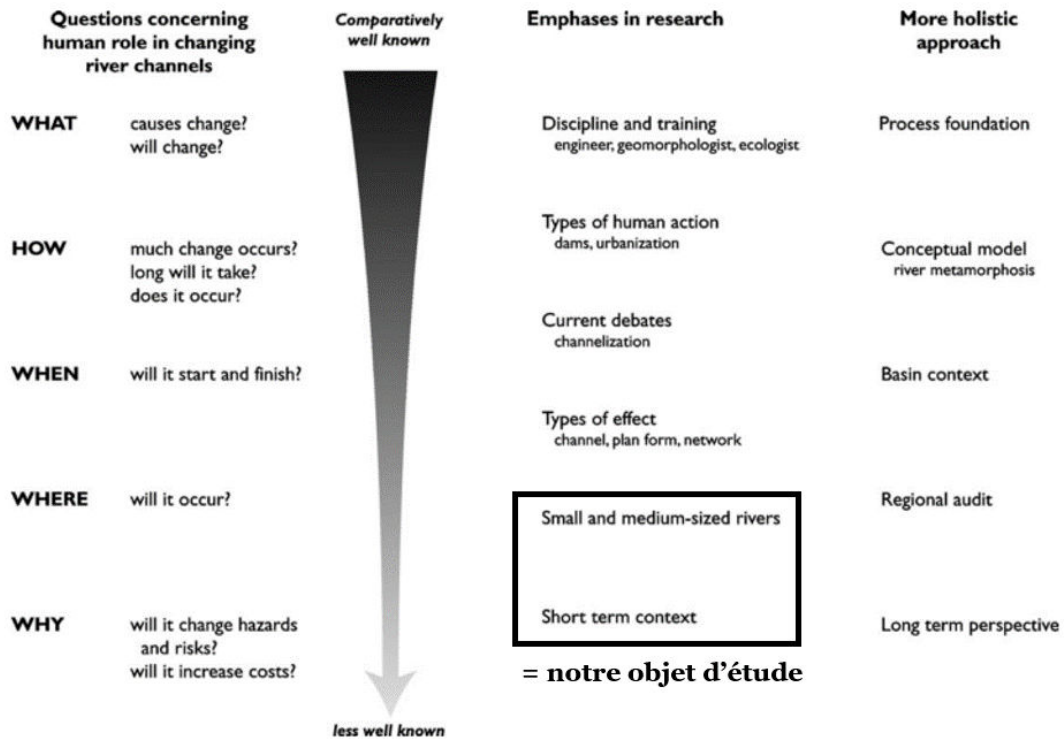 Questions concerning
human role in changing
river channels
Comparatively
well known
Emphases in research
More holistic
approach
WHAT
causes change?
will change?
Discipline and training
engineer, geomorphologist, ecologist
Process foundation
HOW
much change occurs?
long will it take?
does it occur?
Types of human action
dams, urbanization
Conceptual model
river metamorphosis
Current debates
channelization
WHEN
will it start and finish?
Basin context
Types of effect
channel, plan form, network
WHERE
will it occur?
Small and medium-sized rivers
Regional audit
WHY
will it change hazards
and risks?
will it increase costs?
Short term context
Long term perspective
= notre objet d’étude
less well known